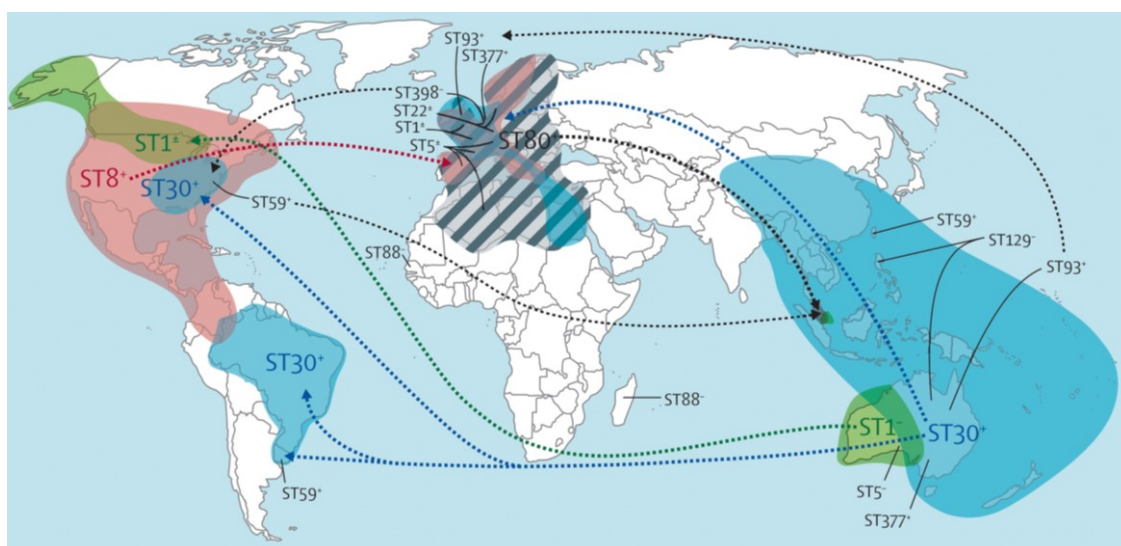 ST93⁺
ST377⁺
ST398⁻
ST22±
ST1±
ST5⁺
ST80⁺
ST1±
ST8⁺
ST30⁺
ST59⁺
ST88⁻
ST59⁺
ST129⁻
ST93⁺
ST30⁺
ST88⁻
ST1⁻
ST30⁺
ST59⁺
ST5⁻
ST377⁺